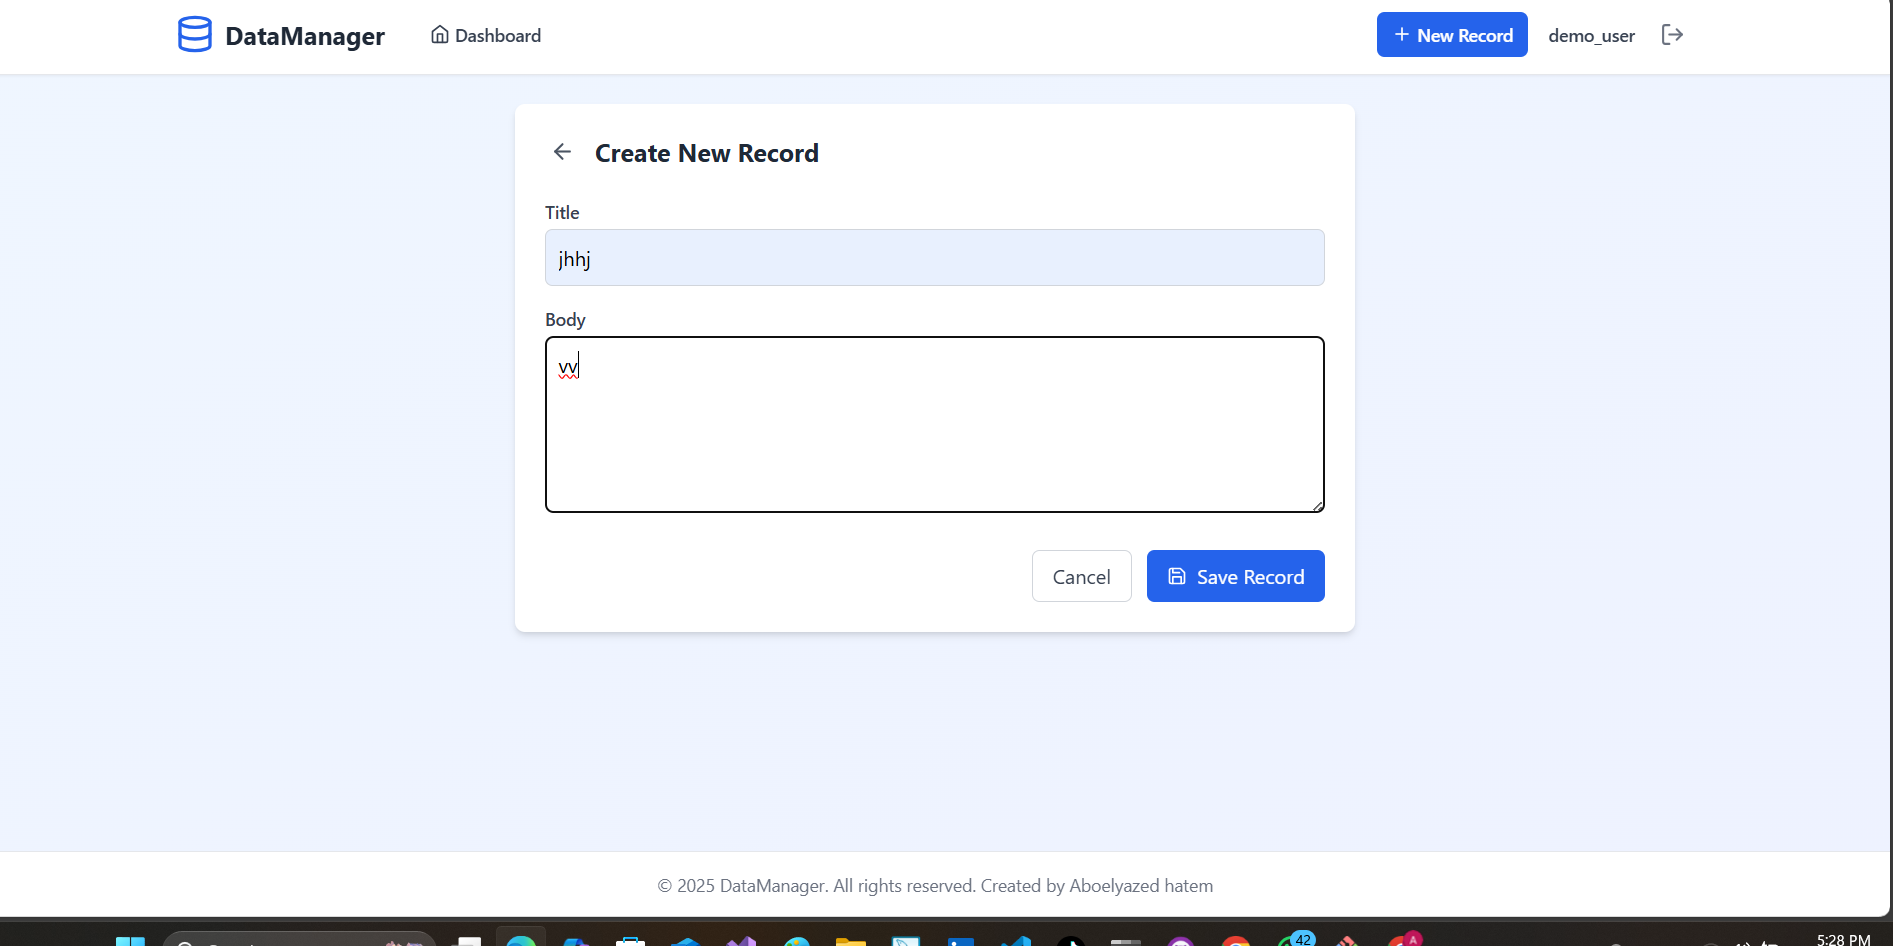 DataManager
Dashboard
New Record
demo_user
Create New Record
Title
jhhj
Body
vv
Cancel
Save Record
© 2025 DataManager. All rights reserved. Created by Aboelyazed hatem
42
A
5:28 PM